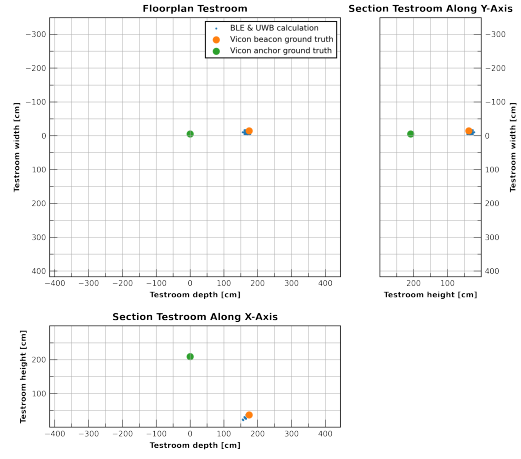 Floorplan Testroom
Section Testroom Along Y-Axis
BLE & UWB calculation
Vicon beacon ground truth
Vicon anchor ground truth
−300
−200
−100
0
100
200
300
400
Testroom width [cm]
−400 −300 −200 −100 0 100 200 300 400
Testroom depth [cm]
−300
−200
−100
0
100
200
300
400
Testroom width [cm]
200 100
Testroom height [cm]
Section Testroom Along X-Axis
200
100
Testroom height [cm]
−400 −300 −200 −100 0 100 200 300 400
Testroom depth [cm]